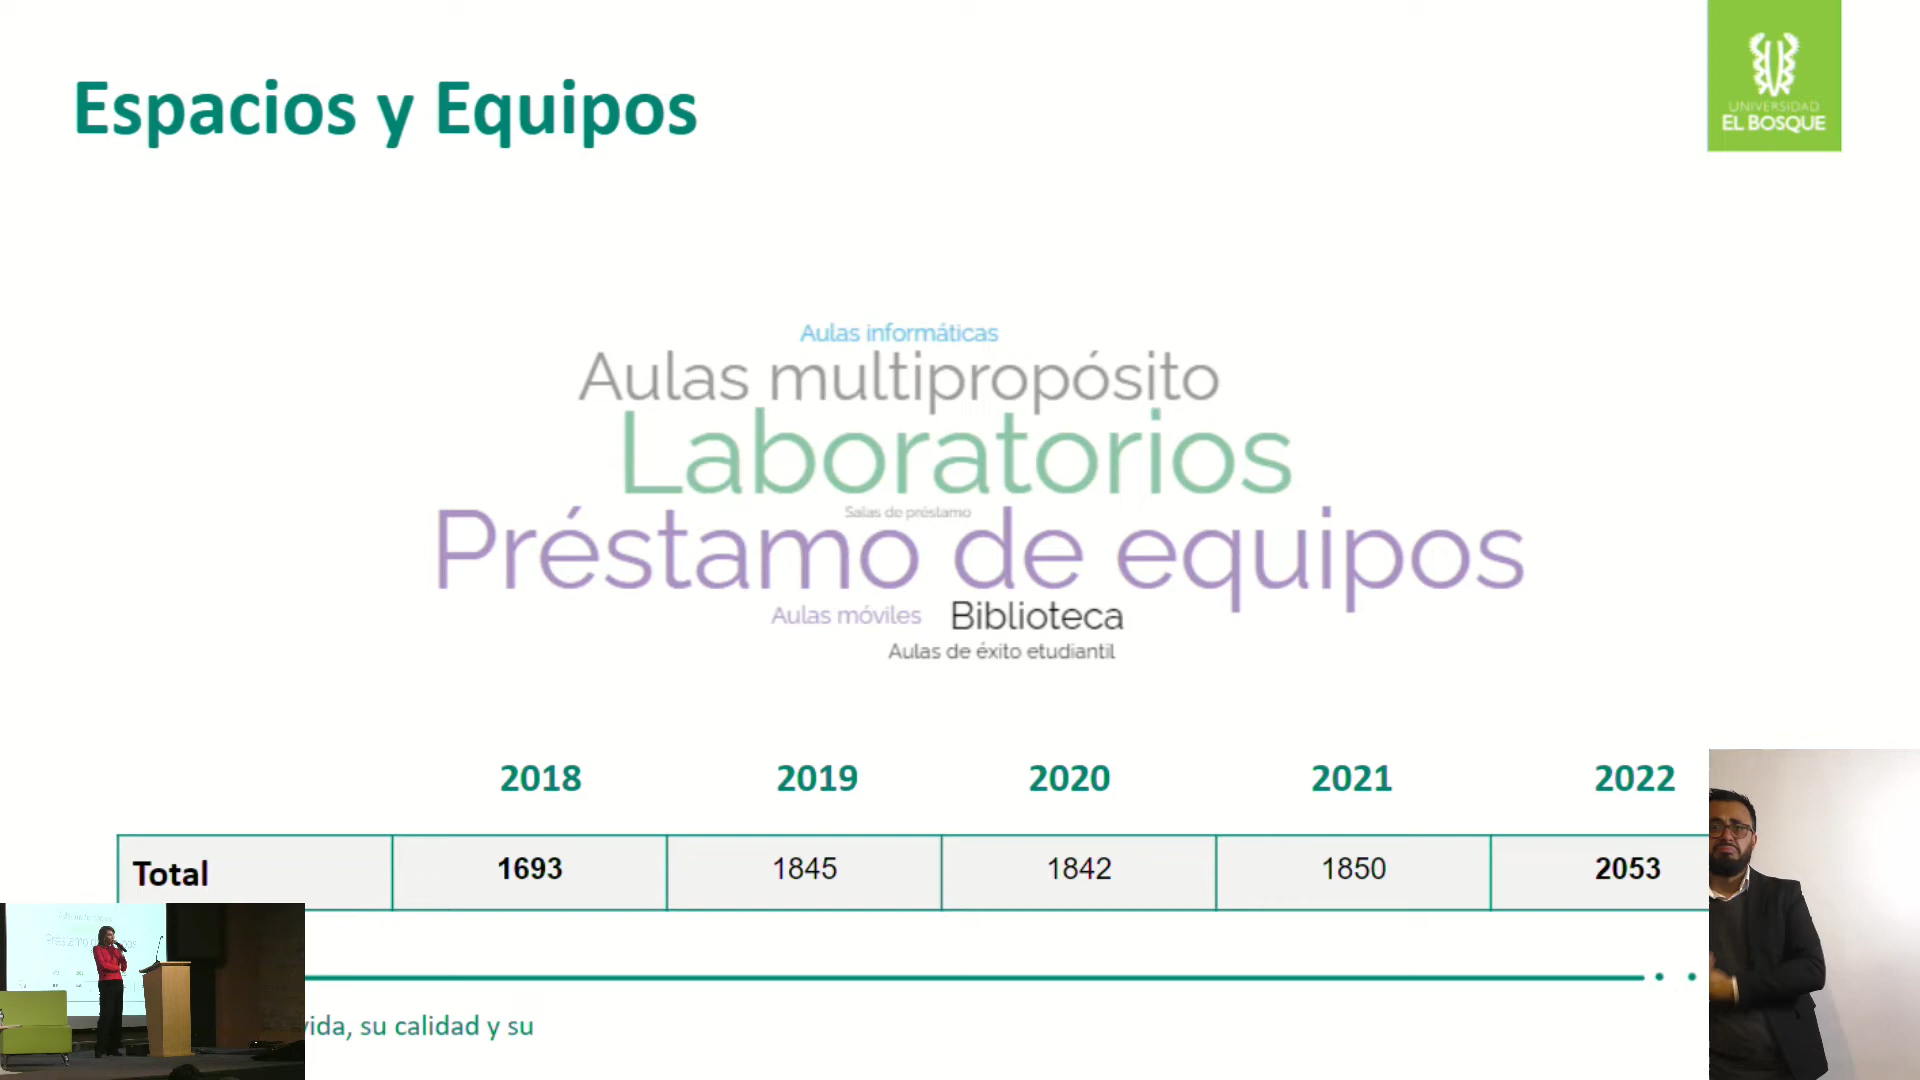 Espacios y Equipos
UNIVERSIDAD
EL BOSQUE
Aulas informáticas
Aulas multipropósito
Laboratorios
Salas de préstamo
Préstamo de equipos
Aulas móviles Biblioteca
Aulas de éxito etudiantil
2018 2019 2020 2021 2022
Total 1693 1845 1842 1850 2053
vida, su calidad y su